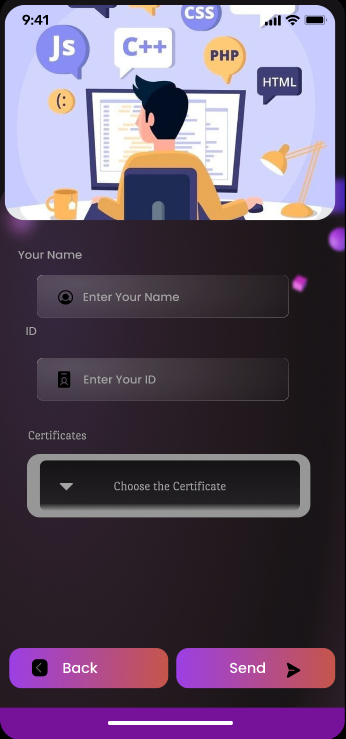 9:41
CSS
Js
C++
PHP
HTML
(:
Your Name
Enter Your Name
ID
Enter Your ID
Certificates
Choose the Certificate
Back
Send